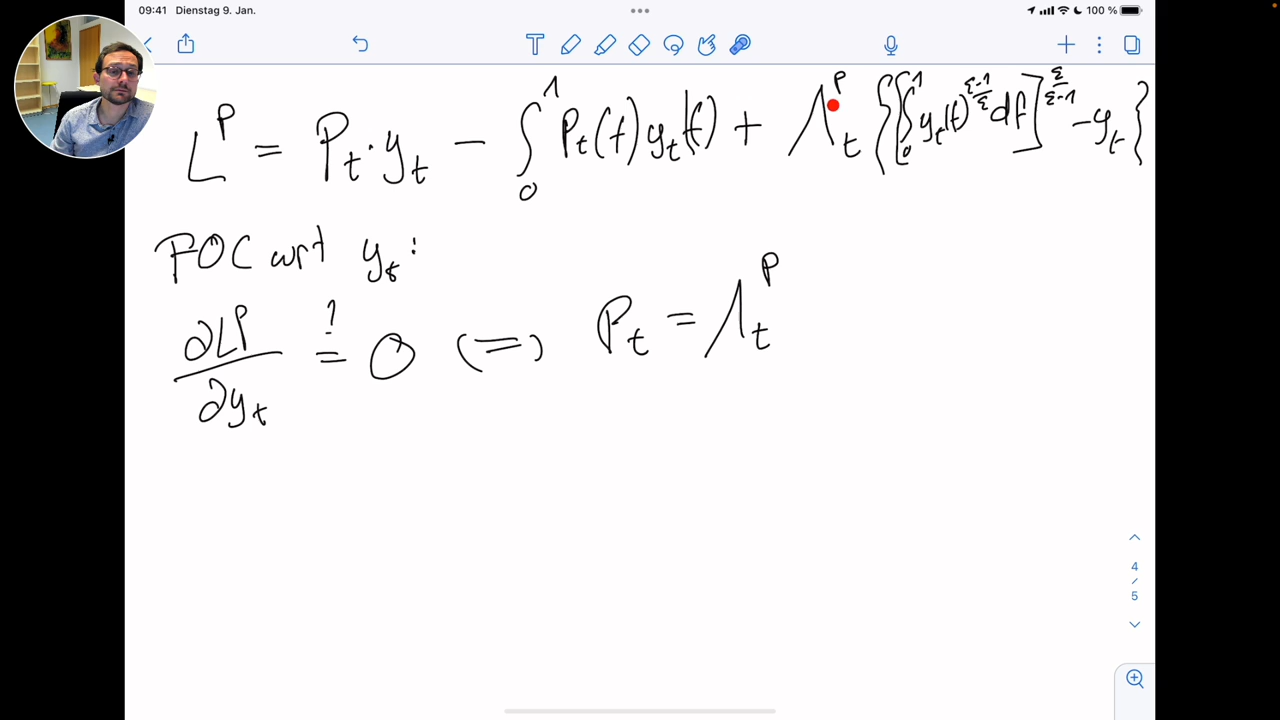 09:41 Dienstag 9. Jan. 100 %
L^P = P_t · y_t − ∫_0^1 P_t(f) y_t(f) + Λ_t^P { [ ∫_0^1 y_t(f)^{(ε-1)/ε} df ]^{ε/(ε-1)} − y_t }
FOC wrt y_t :
∂L^P/∂y_t =^! 0 (=) P_t = Λ_t^P
4
/
5